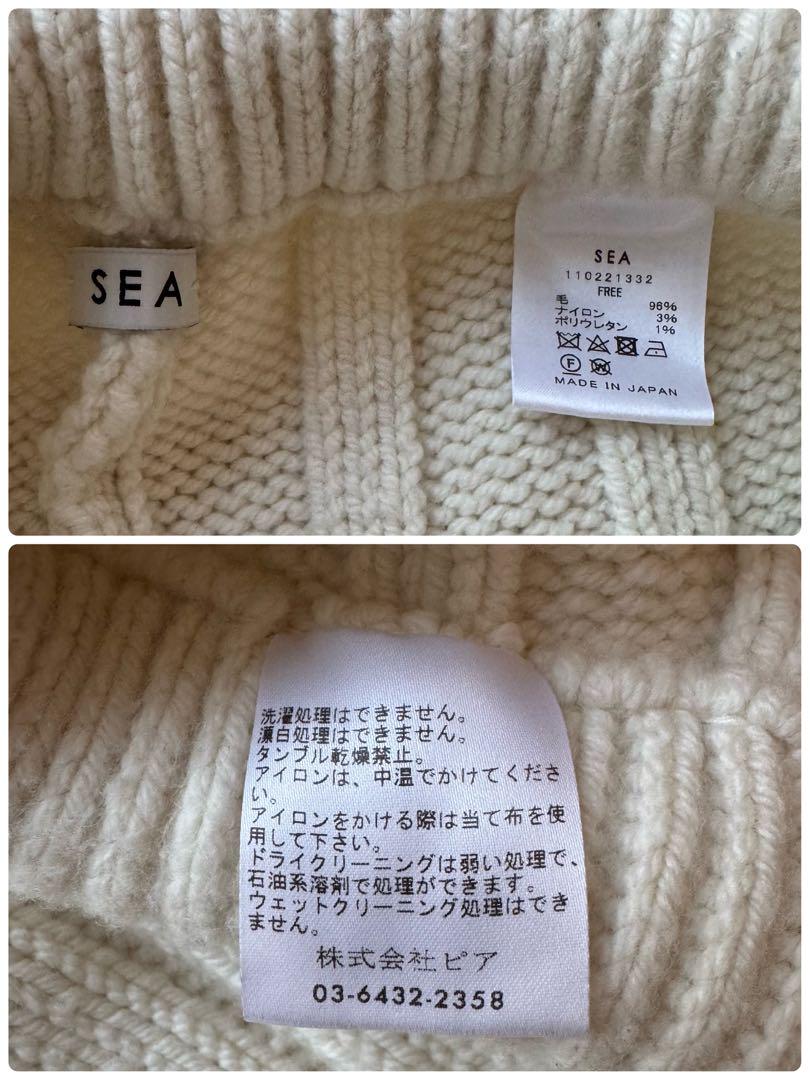 SEA
SEA
110221332
FREE
毛 96%
ナイロン 3%
ポリウレタン 1%
F W
MADE IN JAPAN
洗濯処理はできません。
漂白処理はできません。
タンブル乾燥禁止。
アイロンは、中温でかけてくださ
い。
アイロンをかける際は当て布を使
用して下さい。
ドライクリーニングは弱い処理で、
石油系溶剤で処理ができます。
ウェットクリーニング処理はでき
ません。
株式会社ピア
03-6432-2358